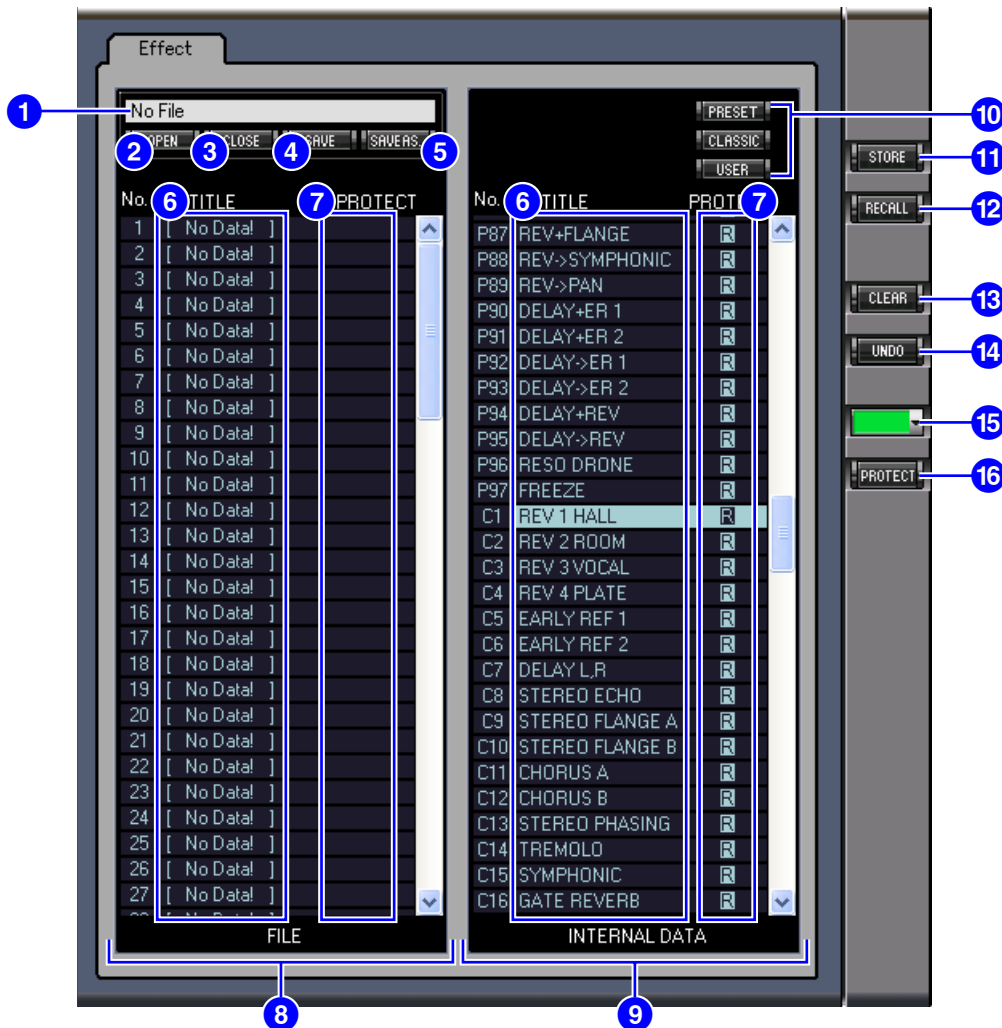 Effect
1
No File
OPEN CLOSE SAVE SAVE AS.
2 3 4 5
PRESET
CLASSIC
USER
10
STORE 11
RECALL 12
CLEAR 13
UNDO 14
15
PROTECT 16
No. 6 TITLE 7 PROTECT
1 [ No Data! ]
2 [ No Data! ]
3 [ No Data! ]
4 [ No Data! ]
5 [ No Data! ]
6 [ No Data! ]
7 [ No Data! ]
8 [ No Data! ]
9 [ No Data! ]
10 [ No Data! ]
11 [ No Data! ]
12 [ No Data! ]
13 [ No Data! ]
14 [ No Data! ]
15 [ No Data! ]
16 [ No Data! ]
17 [ No Data! ]
18 [ No Data! ]
19 [ No Data! ]
20 [ No Data! ]
21 [ No Data! ]
22 [ No Data! ]
23 [ No Data! ]
24 [ No Data! ]
25 [ No Data! ]
26 [ No Data! ]
27 [ No Data! ]
FILE
8
No. 6 TITLE PROTE 7
P87 REV+FLANGE R
P88 REV->SYMPHONIC R
P89 REV->PAN R
P90 DELAY+ER 1 R
P91 DELAY+ER 2 R
P92 DELAY->ER 1 R
P93 DELAY->ER 2 R
P94 DELAY+REV R
P95 DELAY->REV R
P96 RESO DRONE R
P97 FREEZE R
C1 REV 1 HALL R
C2 REV 2 ROOM R
C3 REV 3 VOCAL R
C4 REV 4 PLATE R
C5 EARLY REF 1 R
C6 EARLY REF 2 R
C7 DELAY L,R R
C8 STEREO ECHO R
C9 STEREO FLANGE A R
C10 STEREO FLANGE B R
C11 CHORUS A R
C12 CHORUS B R
C13 STEREO PHASING R
C14 TREMOLO R
C15 SYMPHONIC R
C16 GATE REVERB R
INTERNAL DATA
9